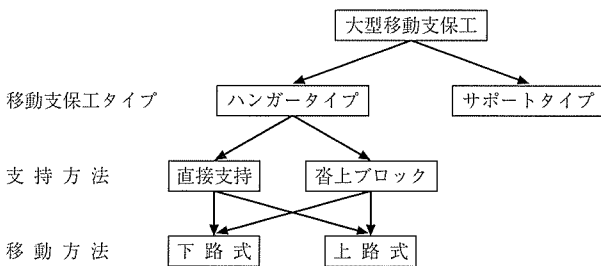 大型移動支保工
移動支保工タイプ ハンガータイプ サポートタイプ
支持方法 直接支持 沓上ブロック
移動方法 下路式 上路式